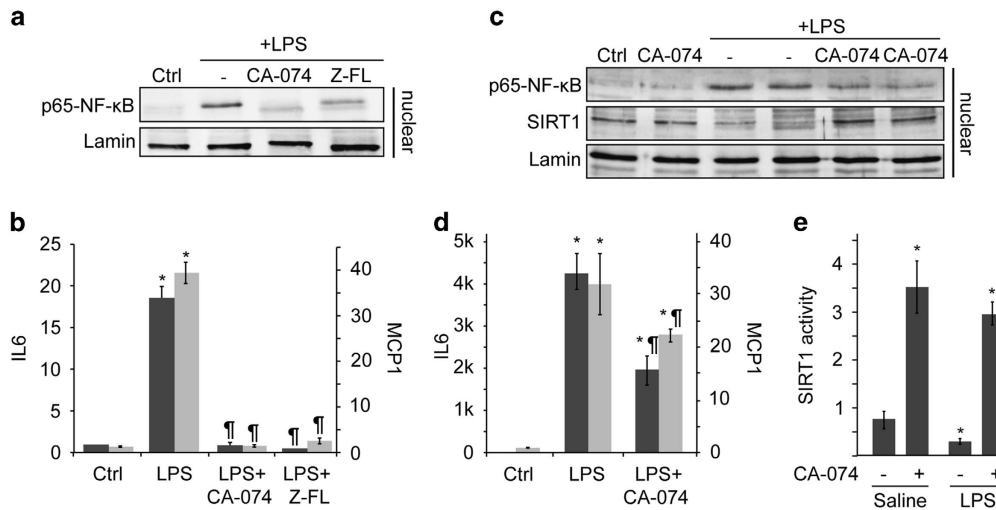 a
+LPS
Ctrl - CA-074 Z-FL
p65-NF-κB
Lamin
nuclear
c
+LPS
Ctrl CA-074 - - CA-074 CA-074
p65-NF-κB
SIRT1
Lamin
nuclear
b
25
20
15
10
5
0
IL6
* *
¶ ¶ ¶ ¶
40
30
20
10
0
MCP1
Ctrl LPS LPS+ LPS+
CA-074 Z-FL
d
5k
4k
3k
2k
1k
0
IL6
* *
*¶ *¶
40
30
20
10
0
MCP1
Ctrl LPS LPS+
CA-074
e
4
3
2
1
SIRT1 activity
* * *
CA-074 - + - +
Saline LPS